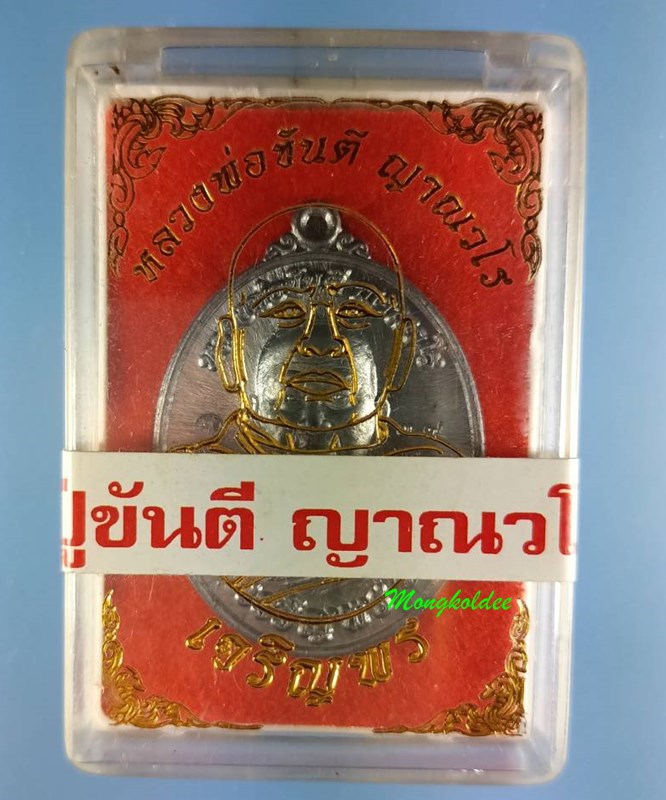 หลวงพ่อขันตี ญาณวโร
ปู่ขันตี ญาณวโ
Mongkoldee
เจริญพร